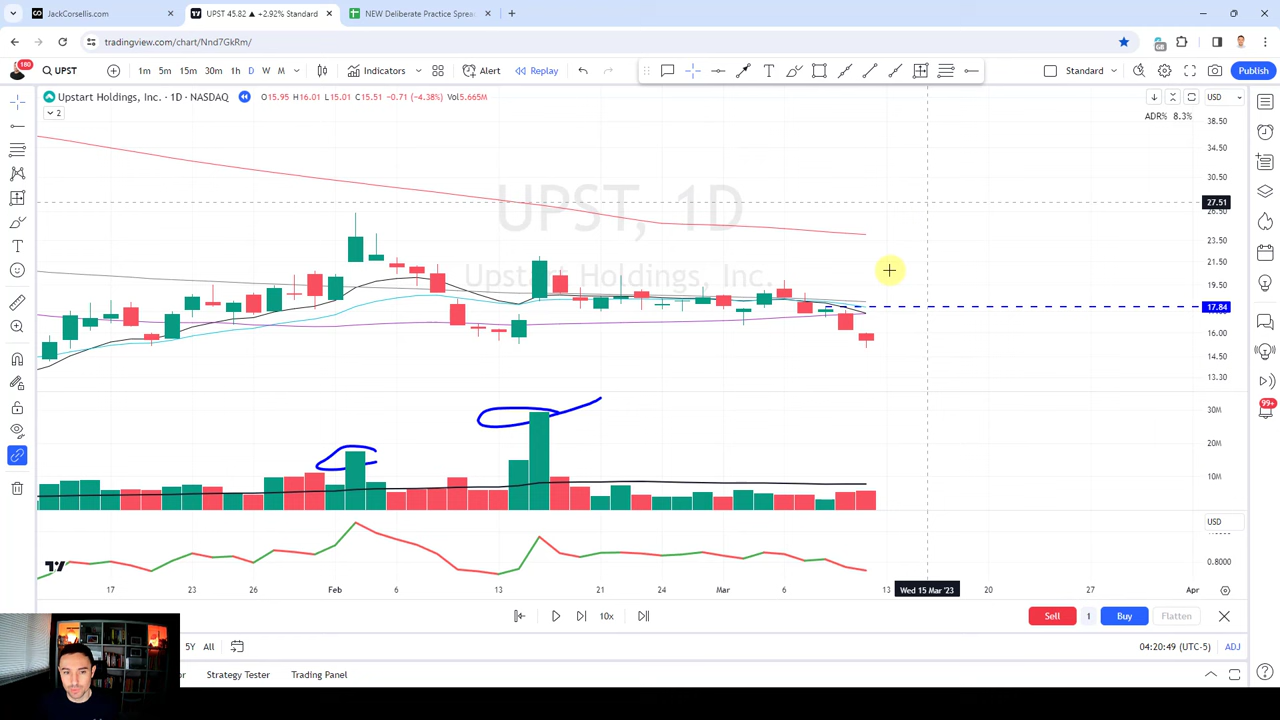 JackCorsellis.com
UPST 45.82 ▲ +2.92% Standard
NEW Deliberate Practice Sprea
tradingview.com/chart/Nnd7GkRm/
180
UPST
1m 5m 15m 30m 1h D W M
Indicators
Alert
Replay
Standard
Publish
Upstart Holdings, Inc. · 1D · NASDAQ
O15.95 H16.01 L15.01 C15.51 −0.71 (−4.38%) Vol5.665M
USD
2
ADR% 8.3%
UPST, 1D
Upstart Holdings, Inc.
38.50
34.50
30.50
27.51
26.50
23.50
21.50
19.50
17.84
16.00
14.50
13.30
30M
20M
10M
USD
0.8000
17 23 26 Feb 6 13 21 24 Mar 6 13 Wed 15 Mar '23 20 27 Apr
10x
Sell 1 Buy Flatten
5Y All
04:20:49 (UTC-5) ADJ
Strategy Tester
Trading Panel
99+